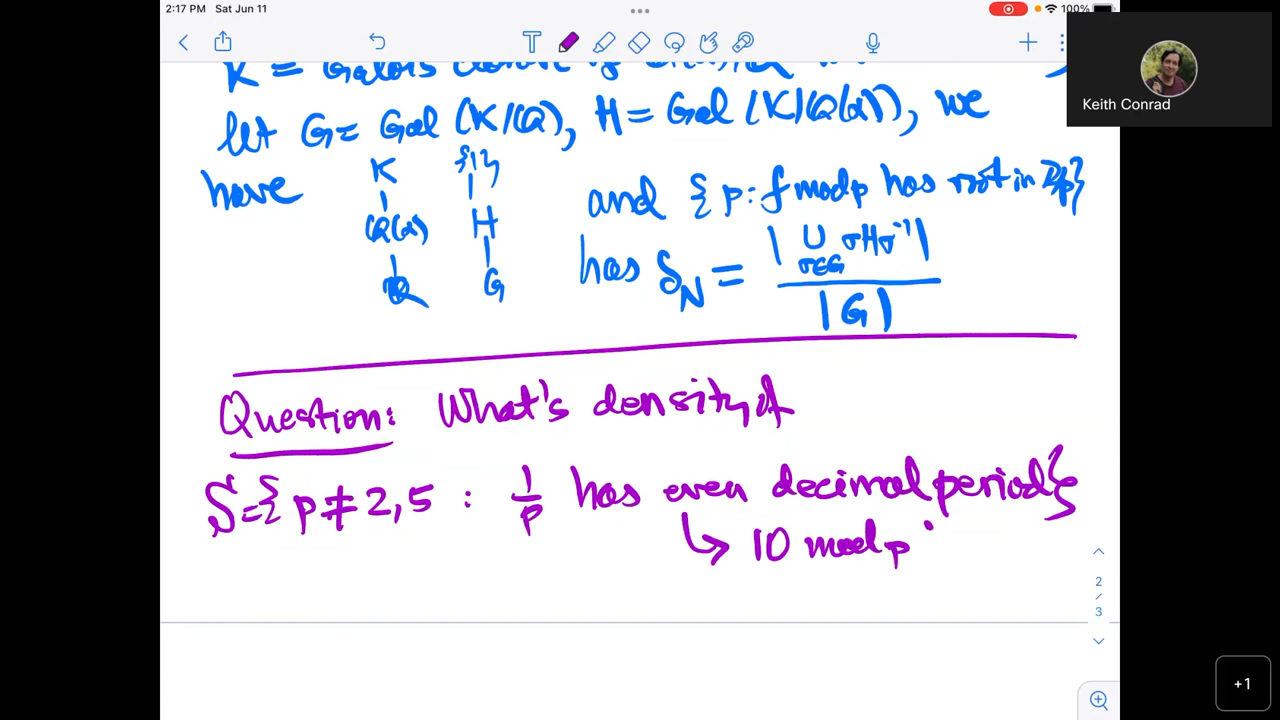 2:17 PM Sat Jun 11
100%
Keith Conrad
K = Galois
let G = Gal (K/Q), H = Gal (K/Q(α)), we
have
K {1}
Q(α) H
Q G
and { p : f mod p has root in Z/p}
has δ_N = |∪_{σ∈G} σHσ⁻¹| / |G|
Question: What's density of
S = { p ≠ 2, 5 : 1/p has even decimal period}
↳ 10 mod p
2
/
3
+1